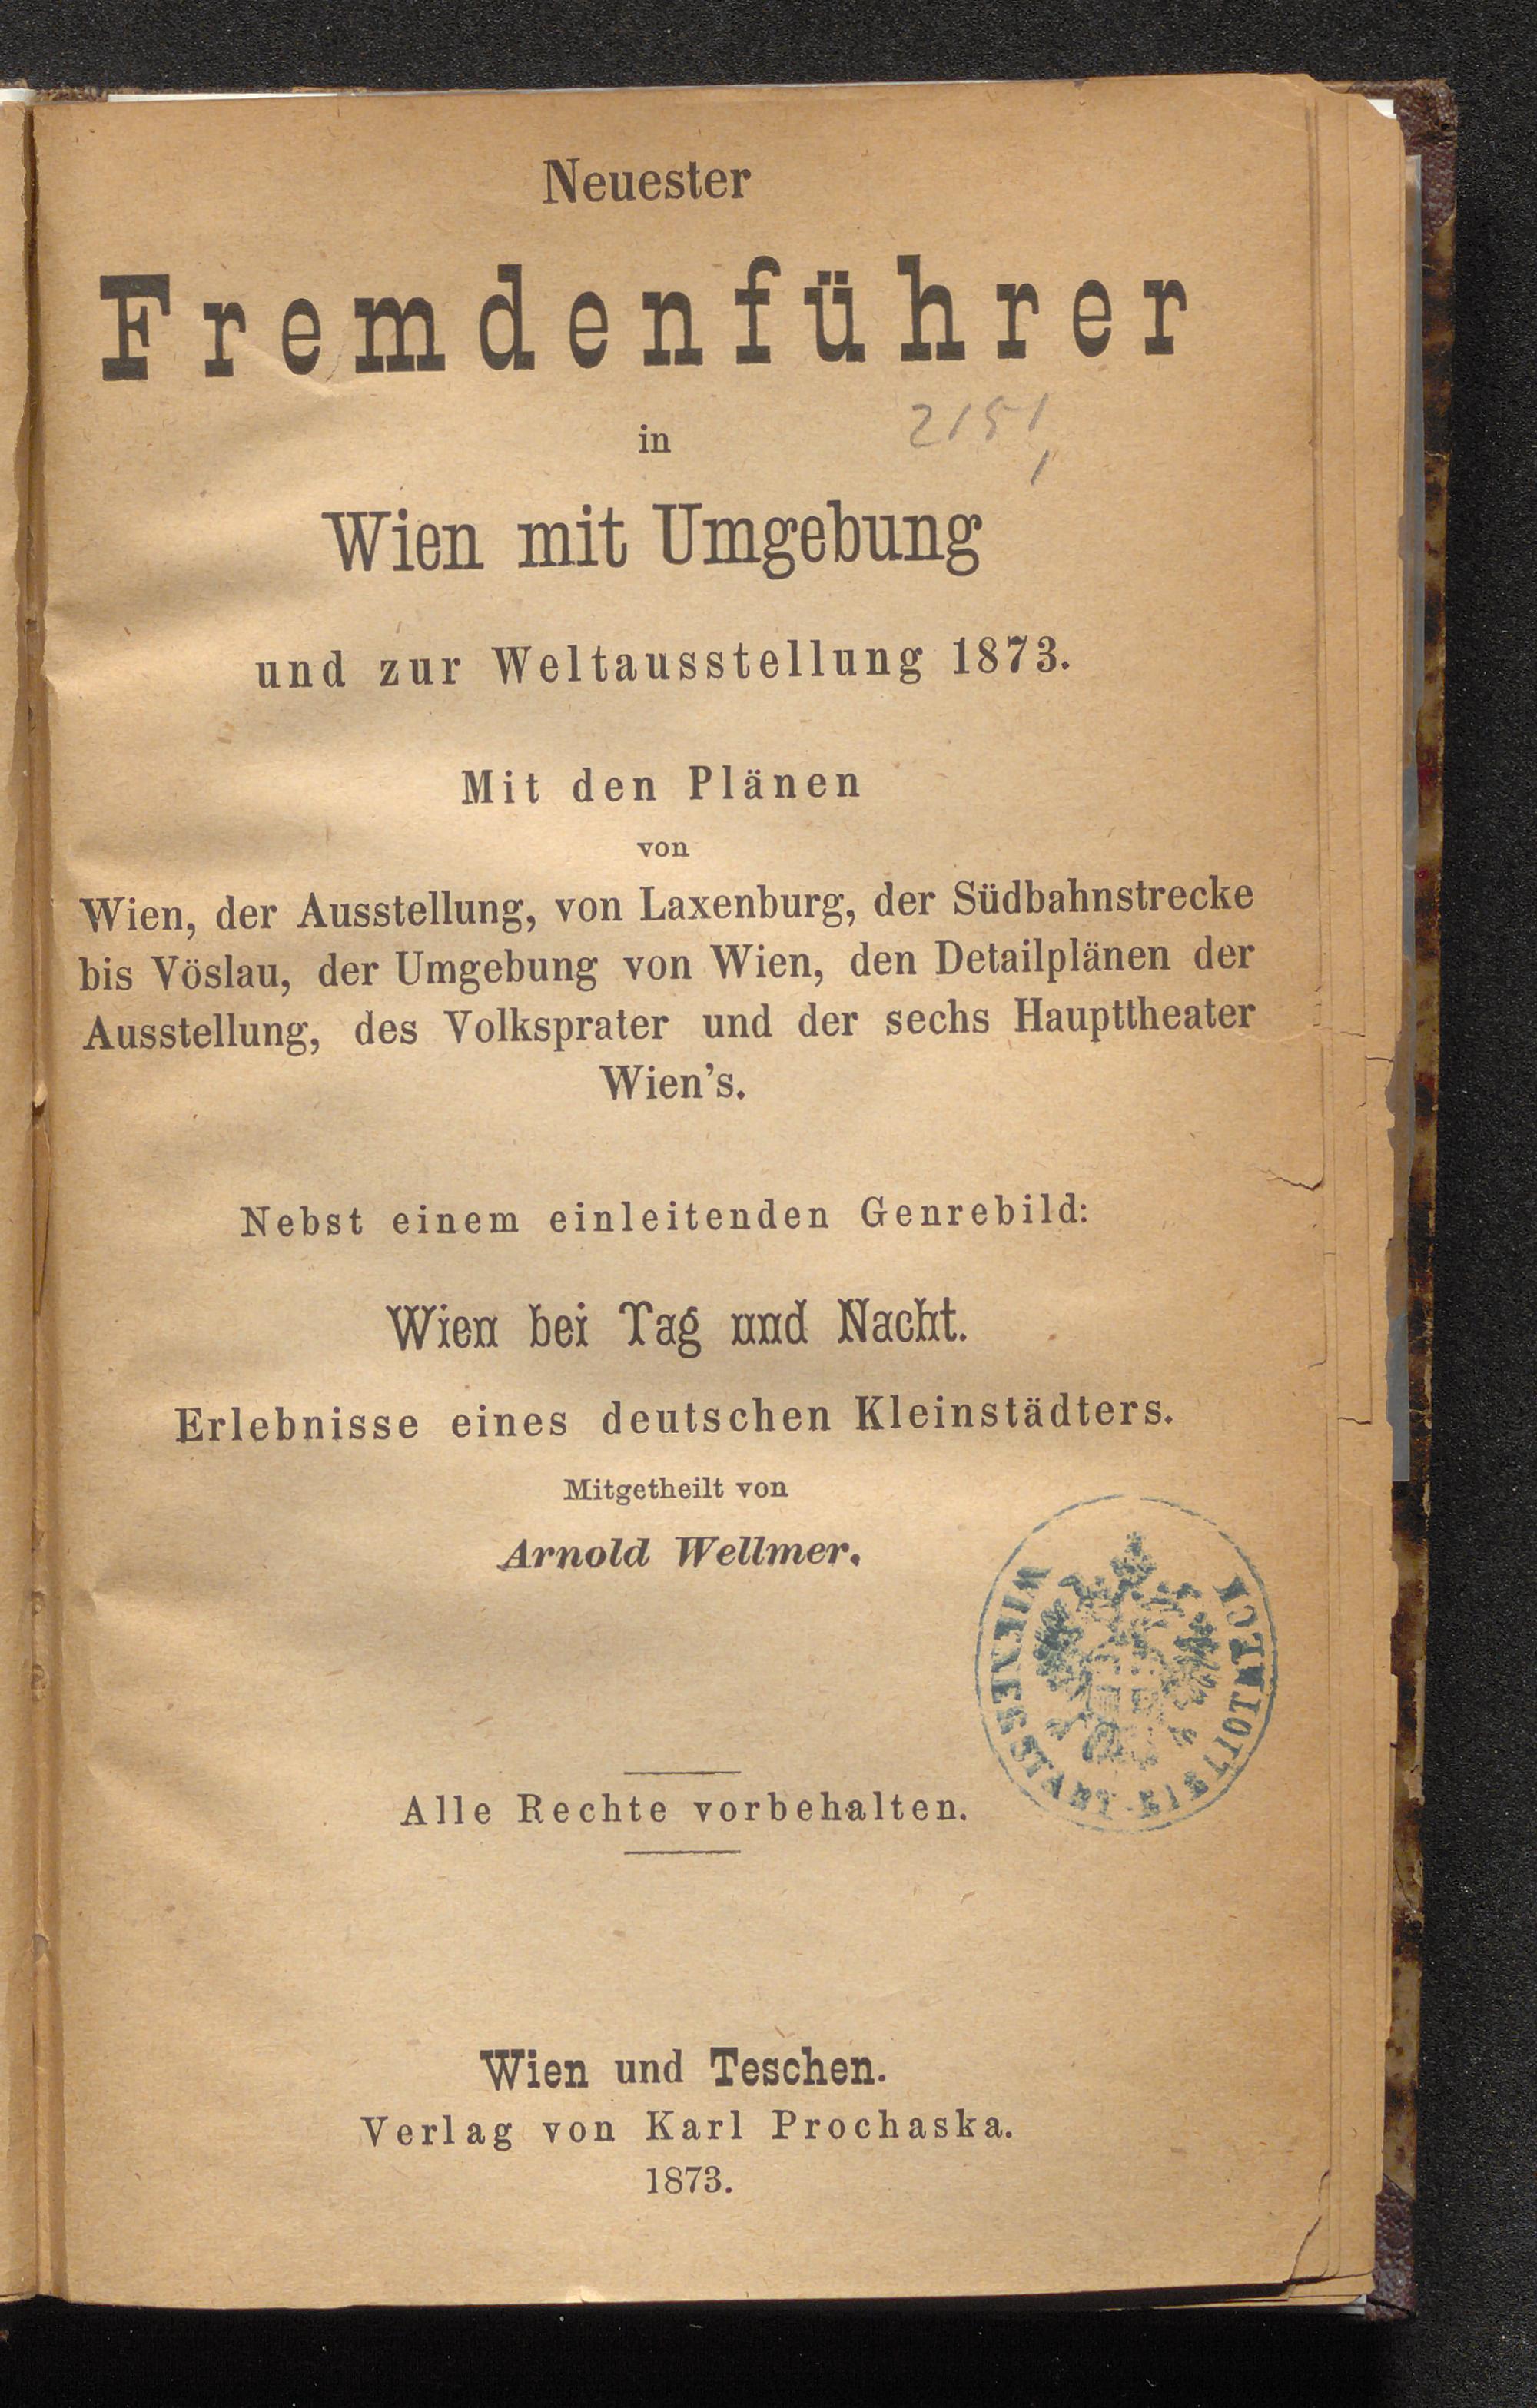 Neuester
Fremdenführer
2151
in
Wien mit Umgebung
und zur Weltausstellung 1873.
Mit den Plänen
von
Wien, der Ausstellung, von Laxenburg, der Südbahnstrecke
bis Vöslau, der Umgebung von Wien, den Detailplänen der
Ausstellung, des Volksprater und der sechs Haupttheater
Wien's.
Nebst einem einleitenden Genrebild:
Wien bei Tag und Nacht.
Erlebnisse eines deutschen Kleinstädters.
Mitgetheilt von
Arnold Wellmer.
Alle Rechte vorbehalten.
Wien und Teschen.
Verlag von Karl Prochaska.
1873.